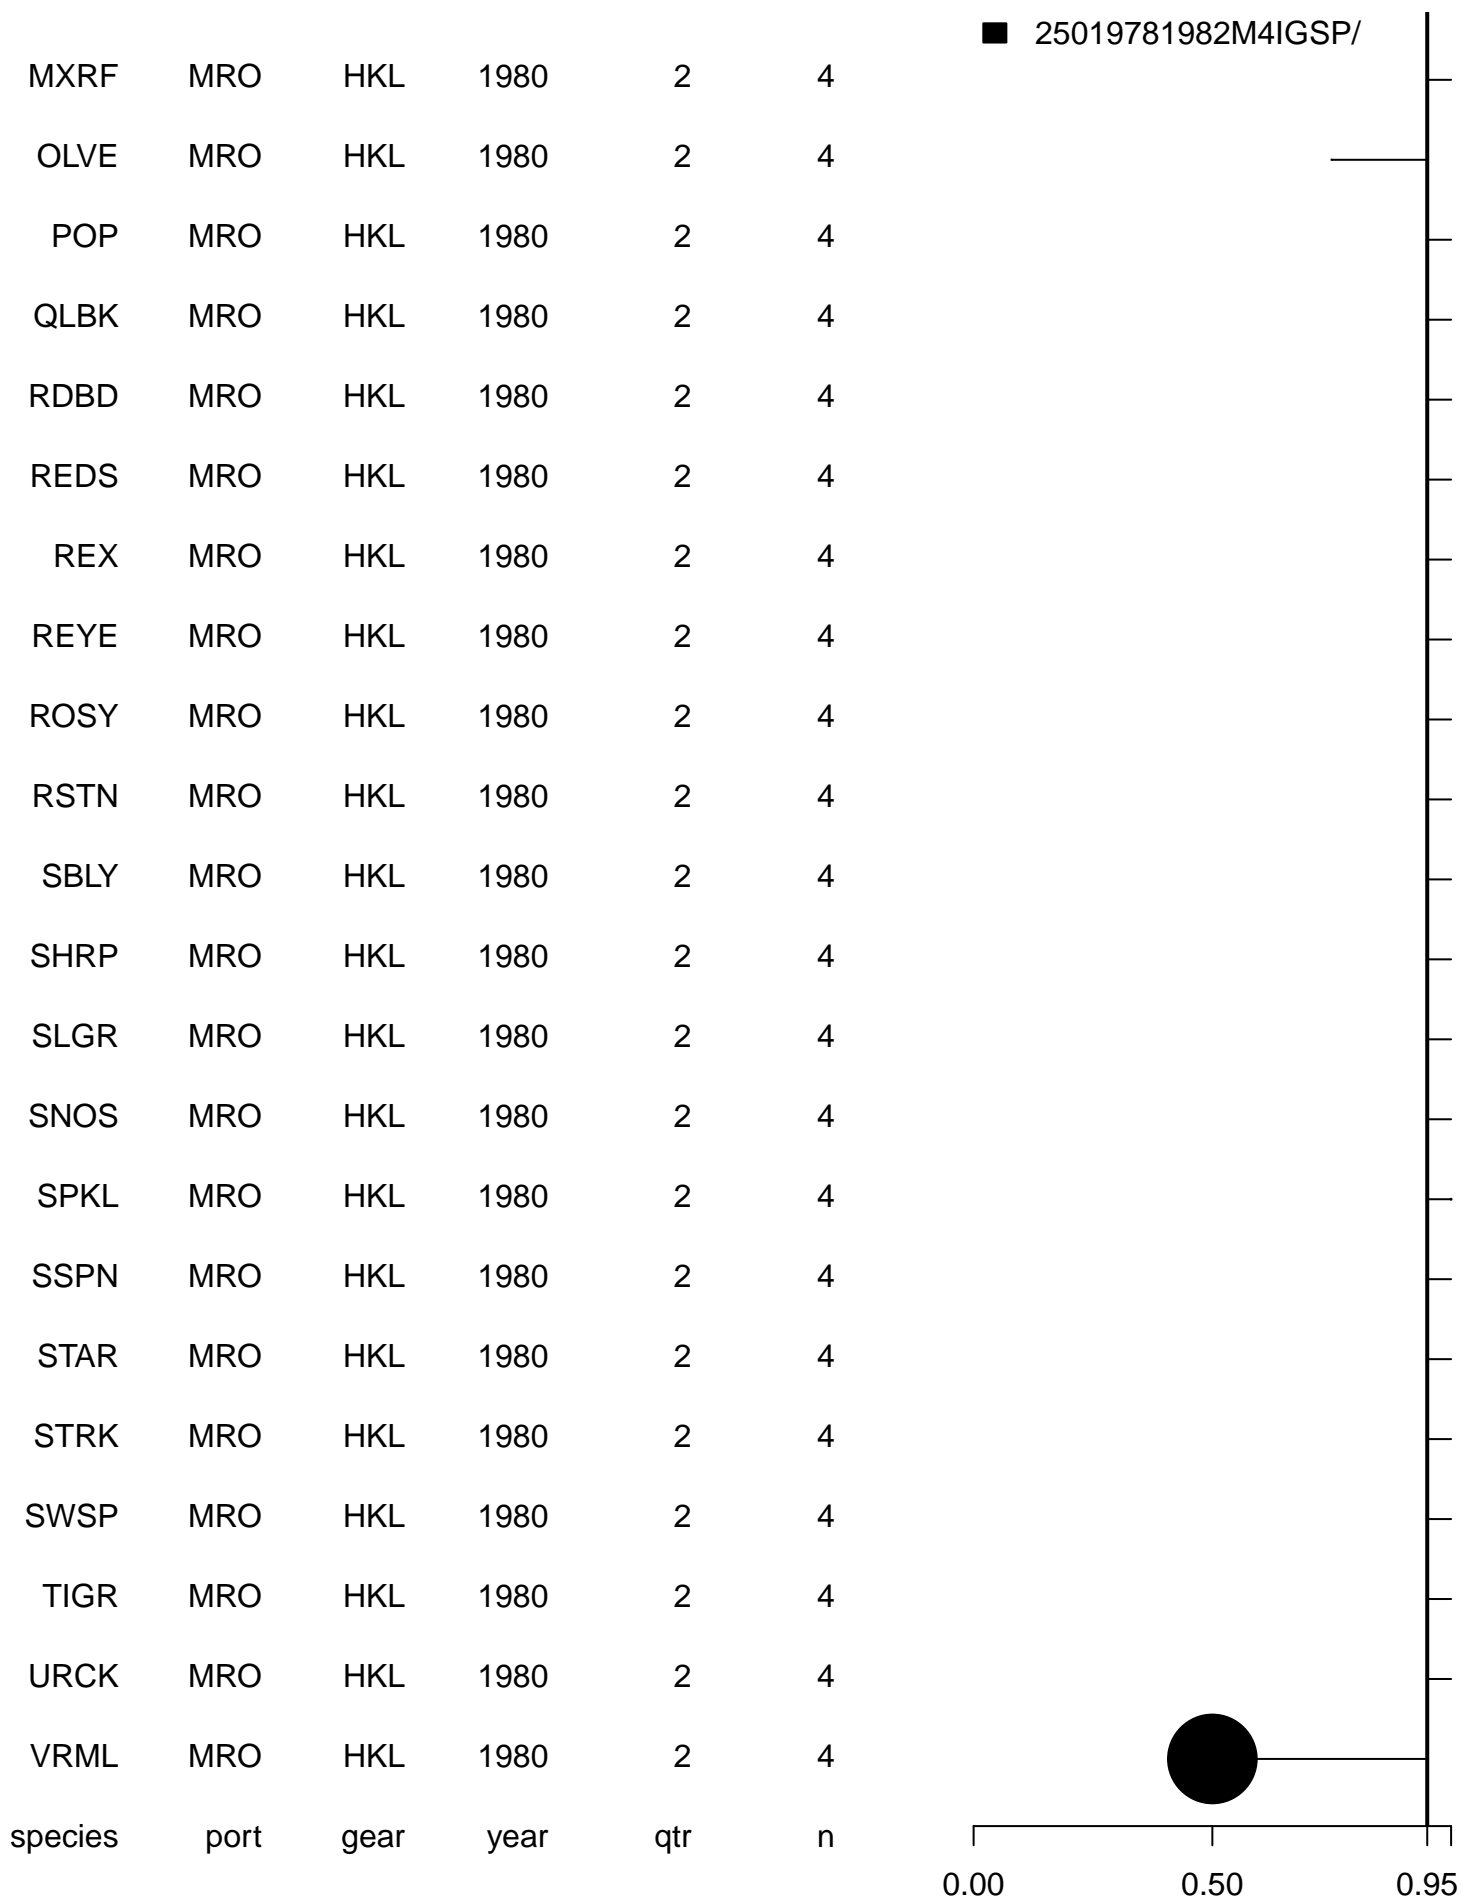 25019781982M4IGSP/
MXRF MRO HKL 1980 2 4
OLVE MRO HKL 1980 2 4
POP MRO HKL 1980 2 4
QLBK MRO HKL 1980 2 4
RDBD MRO HKL 1980 2 4
REDS MRO HKL 1980 2 4
REX MRO HKL 1980 2 4
REYE MRO HKL 1980 2 4
ROSY MRO HKL 1980 2 4
RSTN MRO HKL 1980 2 4
SBLY MRO HKL 1980 2 4
SHRP MRO HKL 1980 2 4
SLGR MRO HKL 1980 2 4
SNOS MRO HKL 1980 2 4
SPKL MRO HKL 1980 2 4
SSPN MRO HKL 1980 2 4
STAR MRO HKL 1980 2 4
STRK MRO HKL 1980 2 4
SWSP MRO HKL 1980 2 4
TIGR MRO HKL 1980 2 4
URCK MRO HKL 1980 2 4
VRML MRO HKL 1980 2 4
species port gear year qtr n
0.00 0.50 0.95